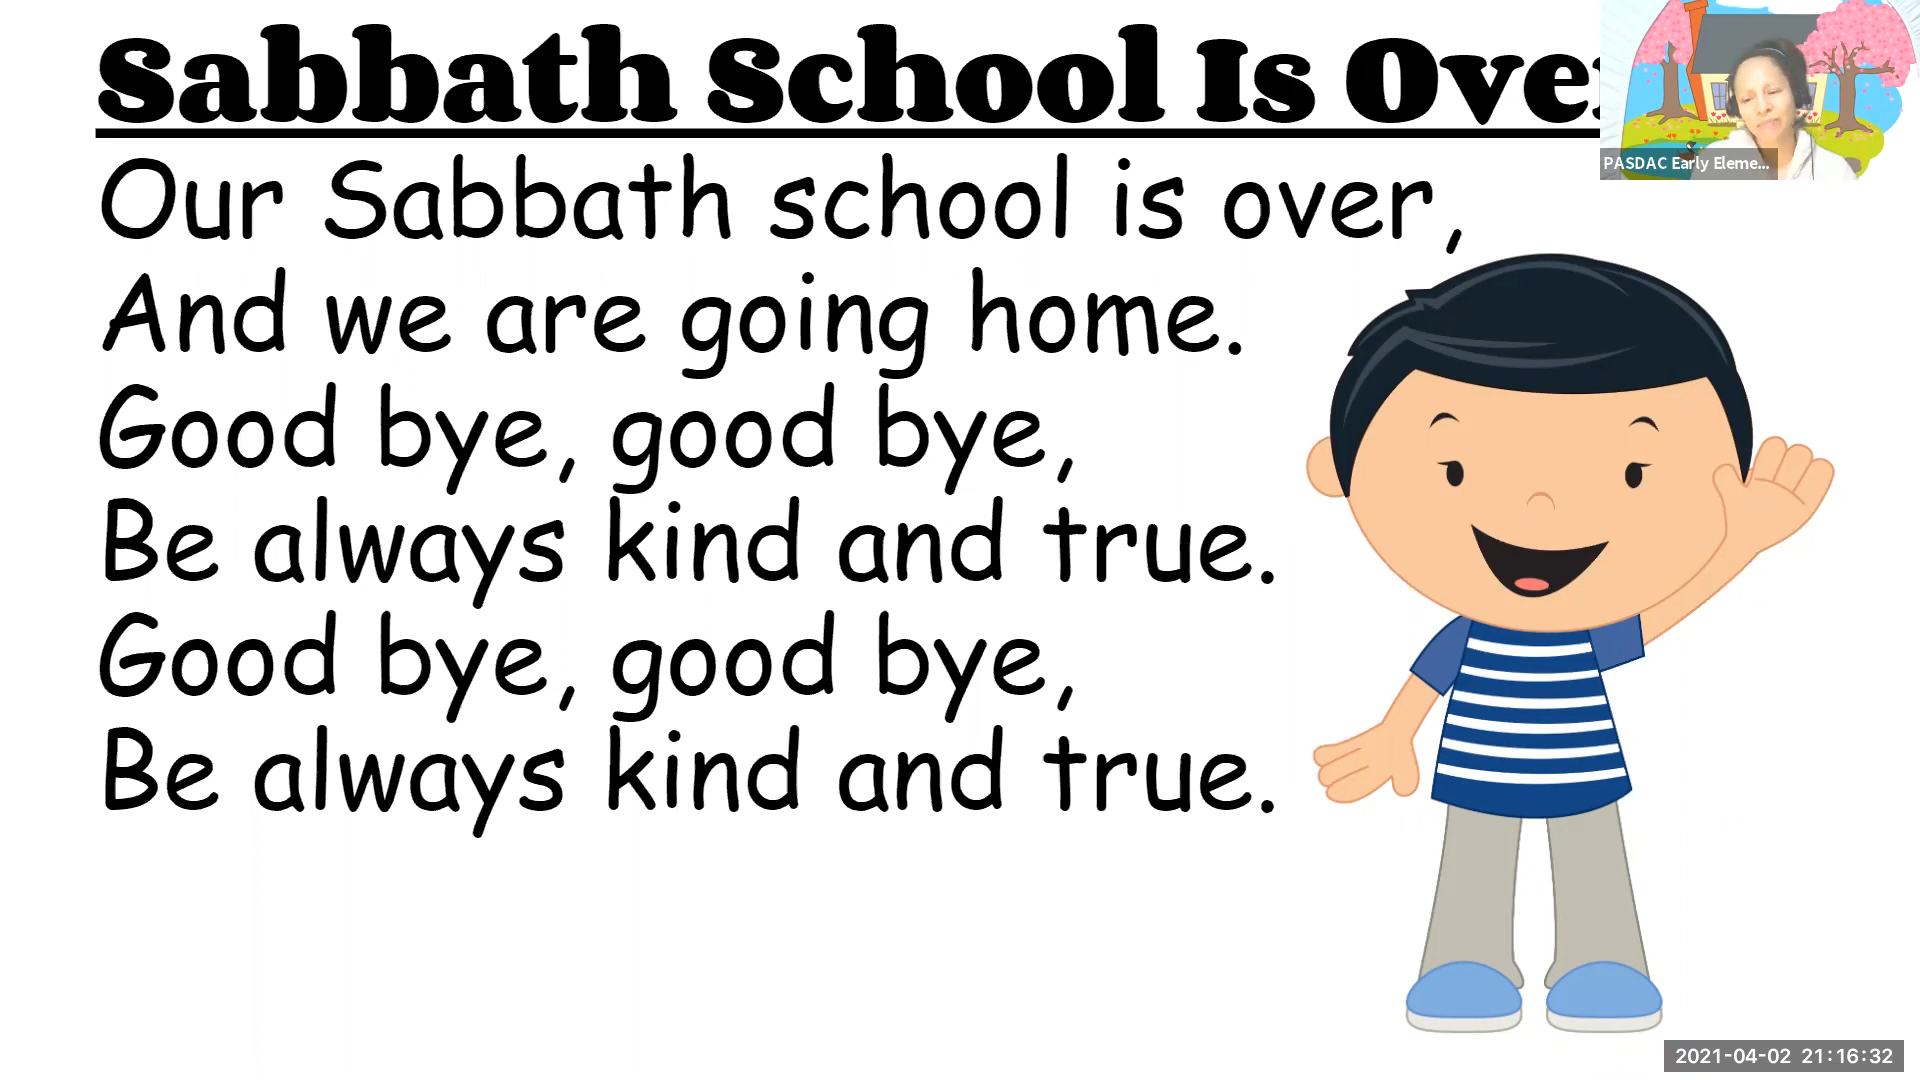 Sabbath School Is Over
PASDAC Early Eleme...
Our Sabbath school is over,
And we are going home.
Good bye, good bye,
Be always kind and true.
Good bye, good bye,
Be always kind and true.
2021-04-02 21:16:32